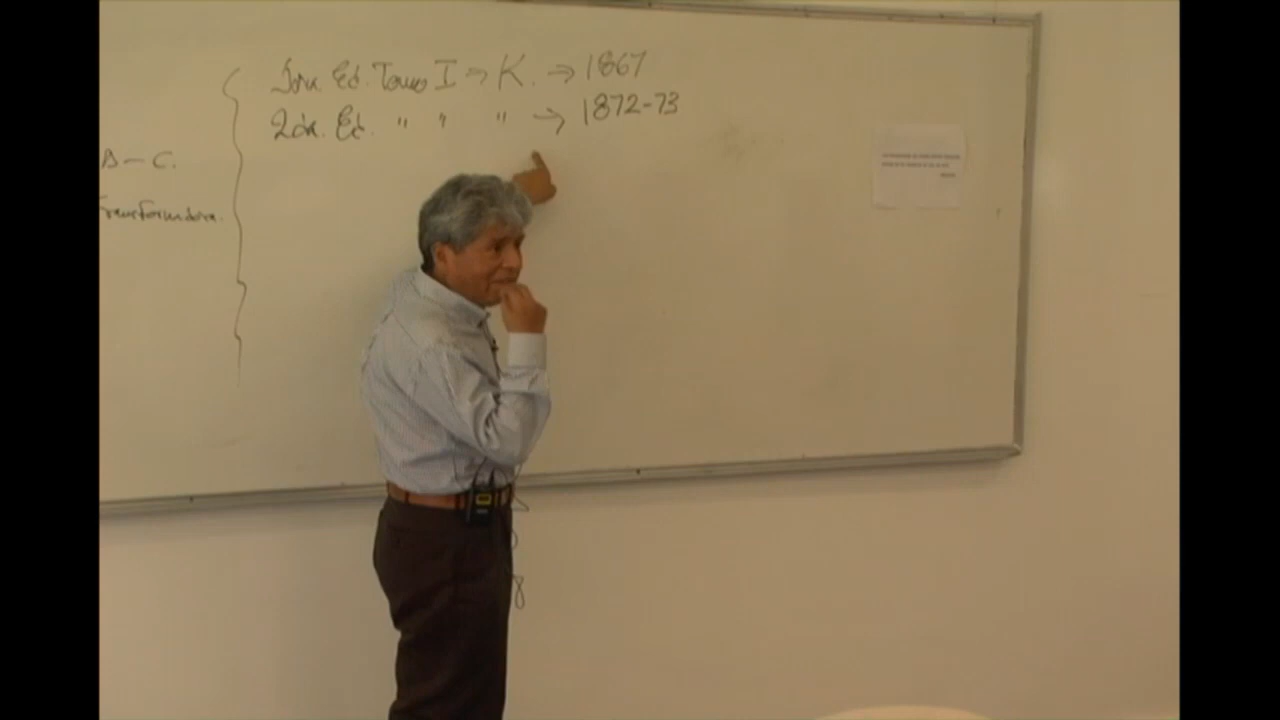 1ra. Ed. Tomo I → K. → 1867
2da. Ed. " " " → 1872-73
D – C.
Transformadora.